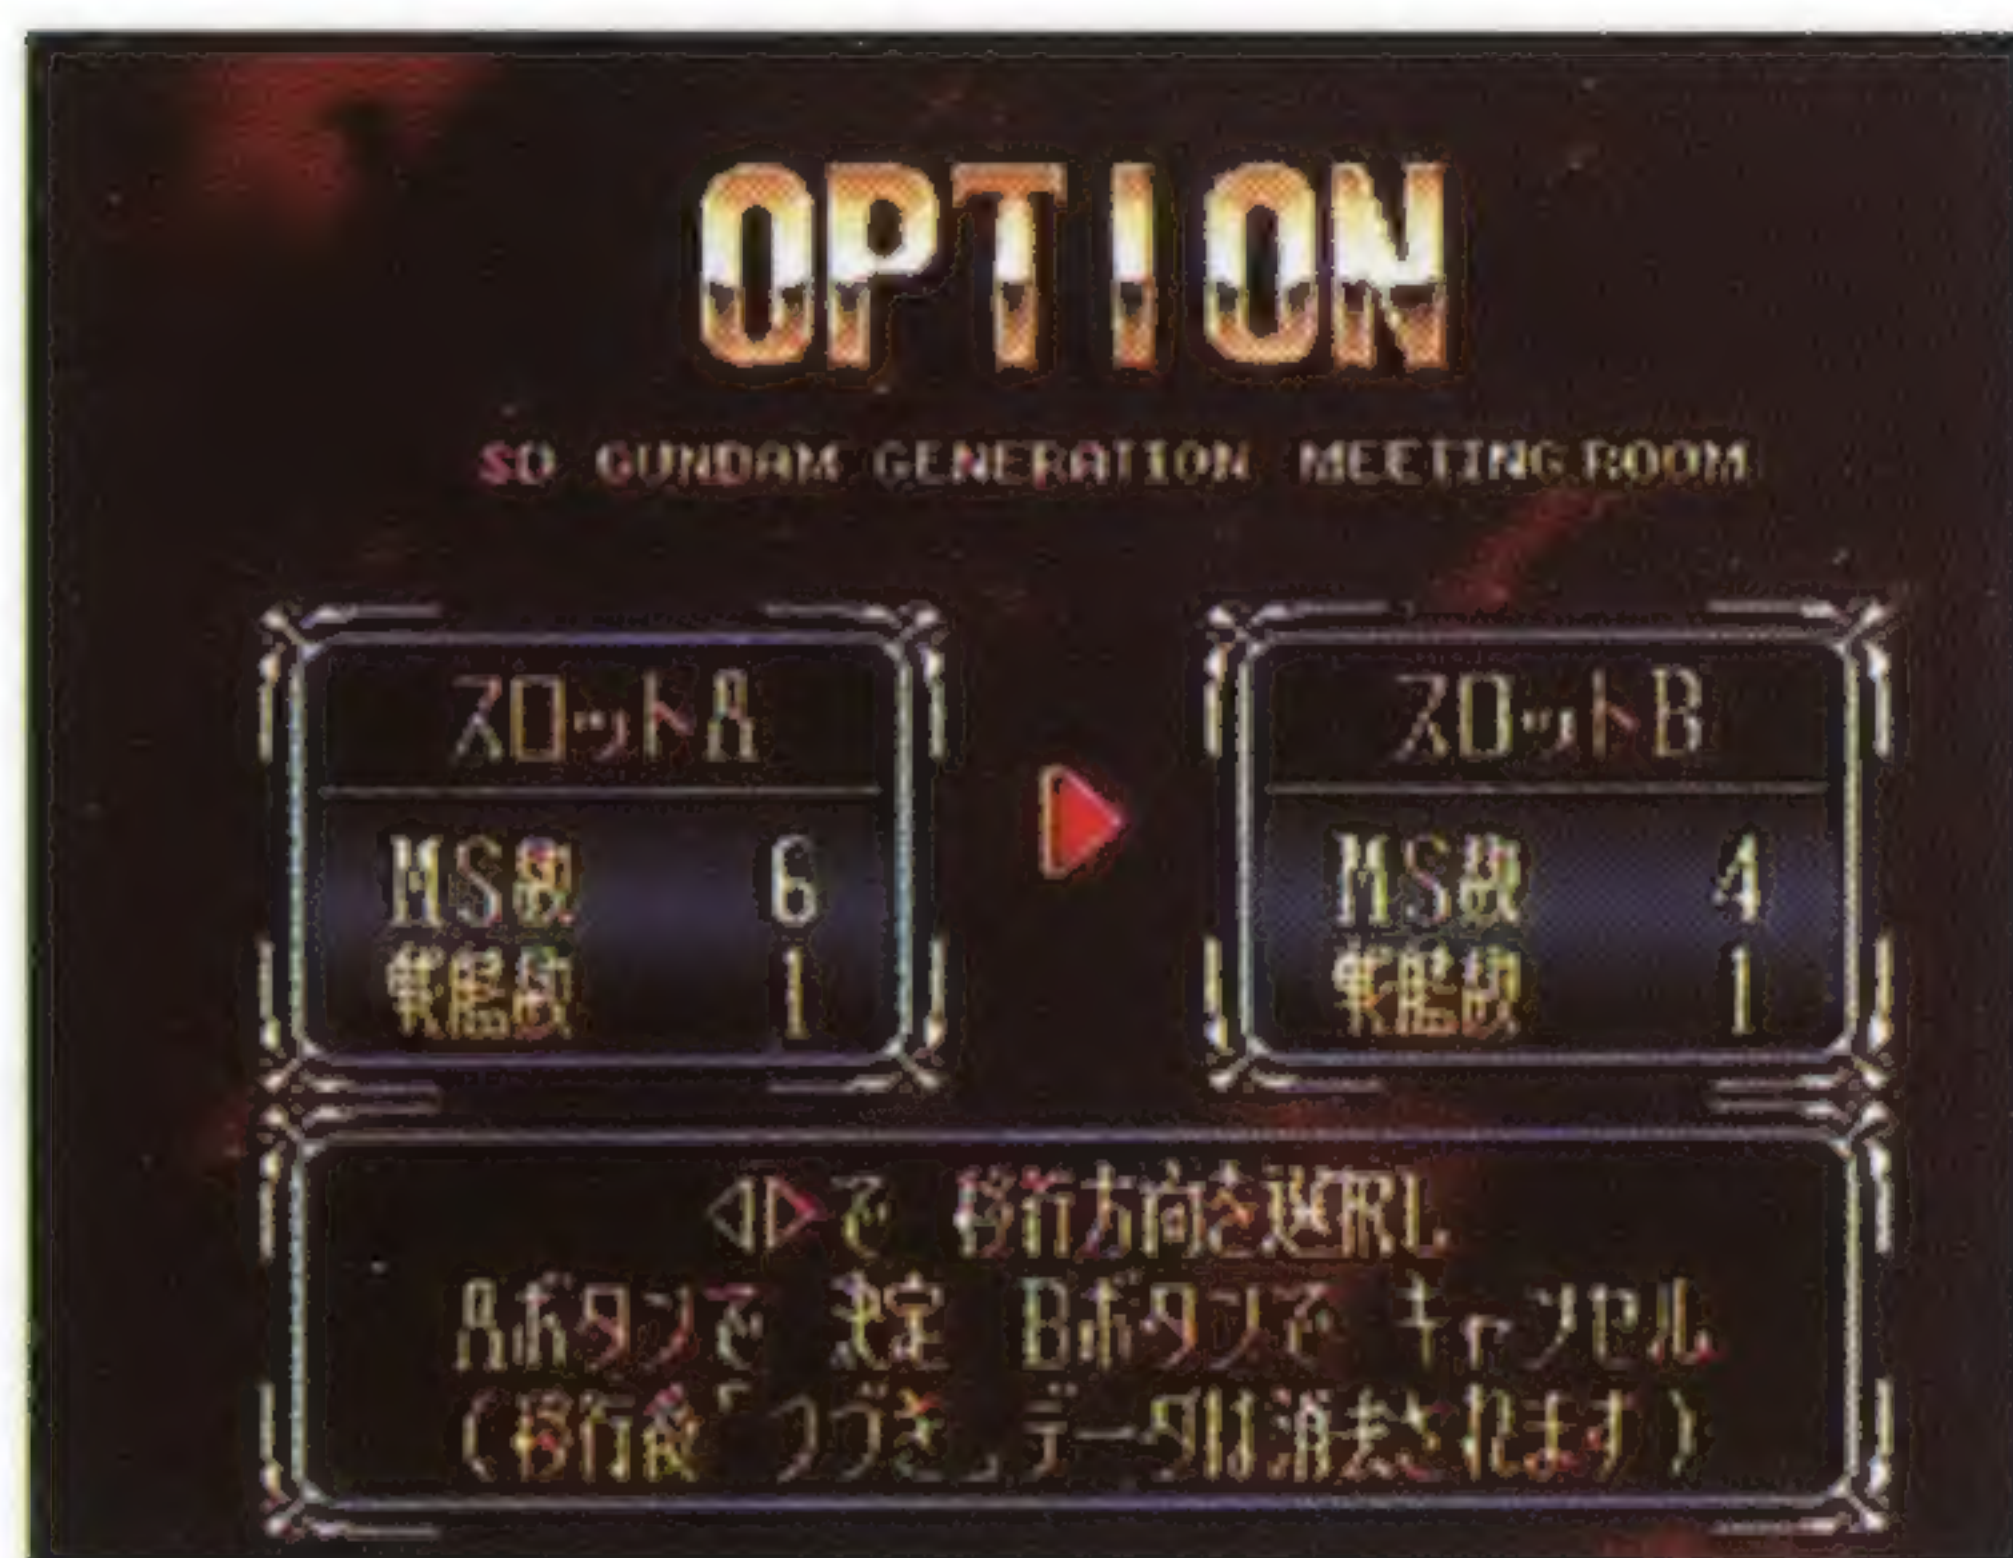 OPTION
SD GUNDAM GENERATION MEETING ROOM
スロットA
スロットB
MS数 6
戦艦数 1
MS数 4
戦艦数 1
◁▷で 移行方向を選択し
Aボタンで 決定 Bボタンで キャンセル
(移行後「つづき」データは消去されます)